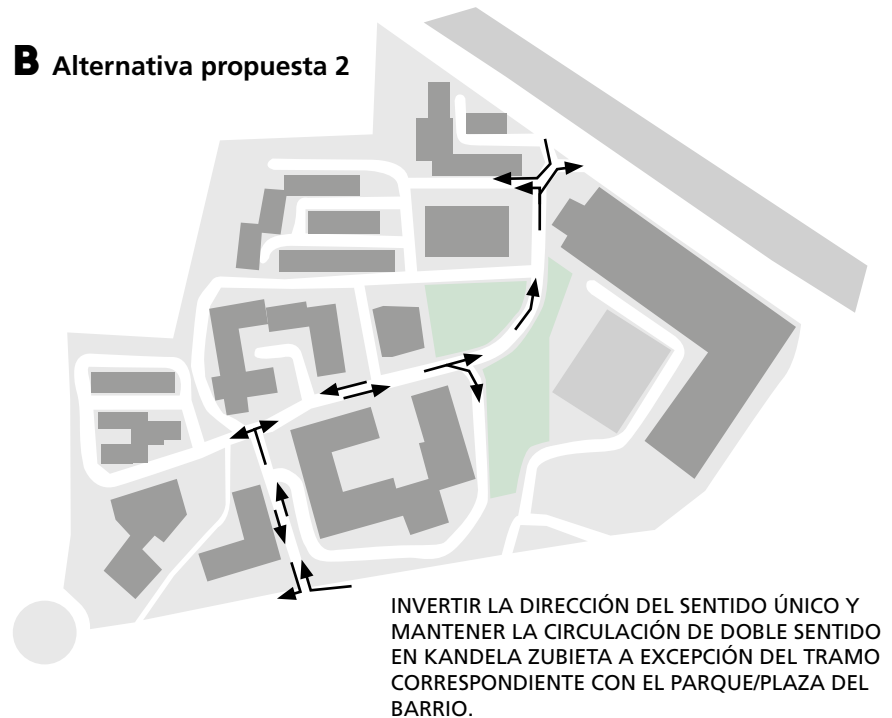 B Alternativa propuesta 2
INVERTIR LA DIRECCIÓN DEL SENTIDO ÚNICO Y
MANTENER LA CIRCULACIÓN DE DOBLE SENTIDO
EN KANDELA ZUBIETA A EXCEPCIÓN DEL TRAMO
CORRESPONDIENTE CON EL PARQUE/PLAZA DEL
BARRIO.